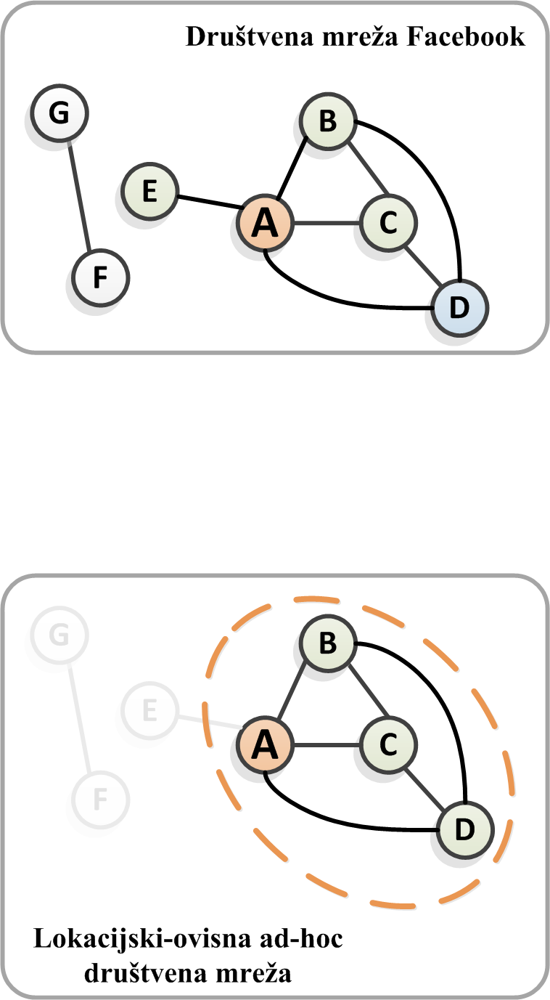 Društvena mreža Facebook
G
B
E
A
C
F
D
G
B
E
A
C
F
D
Lokacijski-ovisna ad-hoc
društvena mreža